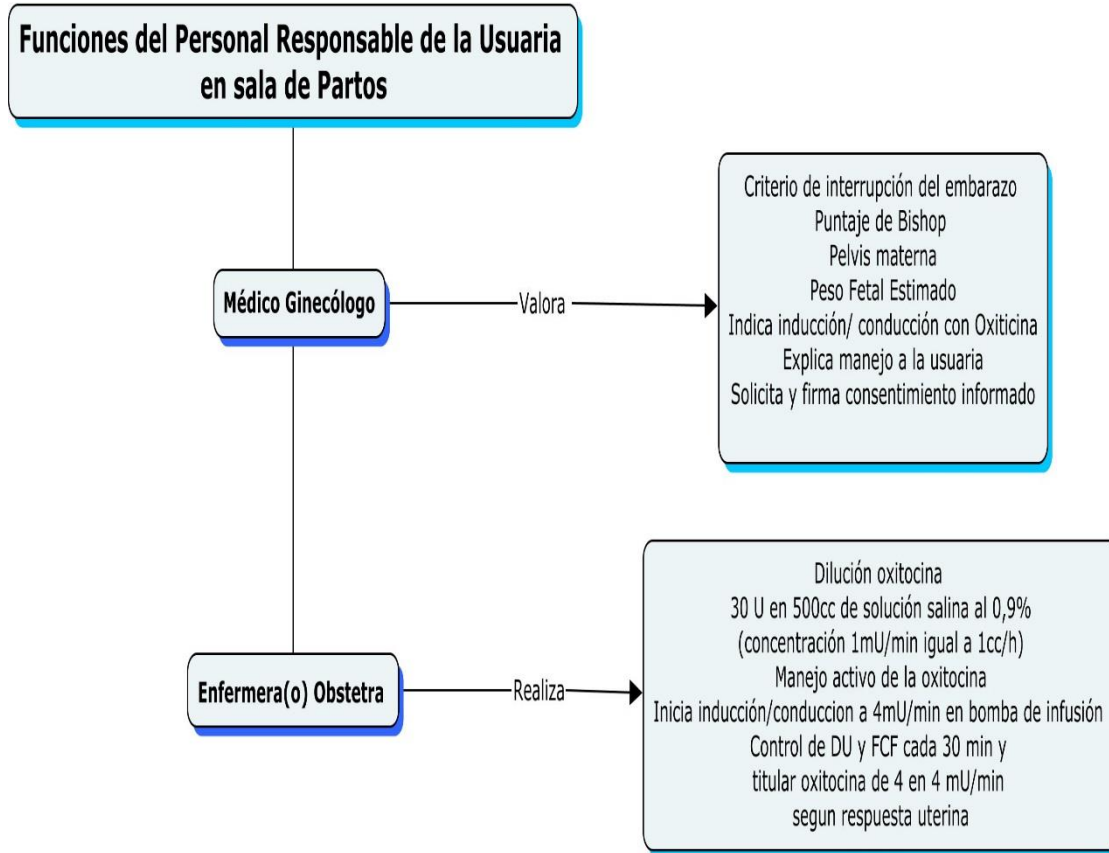 Funciones del Personal Responsable de la Usuaria
en sala de Partos
Médico Ginecólogo
Valora
Criterio de interrupción del embarazo
Puntaje de Bishop
Pelvis materna
Peso Fetal Estimado
Indica inducción/ conducción con Oxiticina
Explica manejo a la usuaria
Solicita y firma consentimiento informado
Enfermera(o) Obstetra
Realiza
Dilución oxitocina
30 U en 500cc de solución salina al 0,9%
(concentración 1mU/min igual a 1cc/h)
Manejo activo de la oxitocina
Inicia inducción/conduccion a 4mU/min en bomba de infusión
Control de DU y FCF cada 30 min y
titular oxitocina de 4 en 4 mU/min
segun respuesta uterina